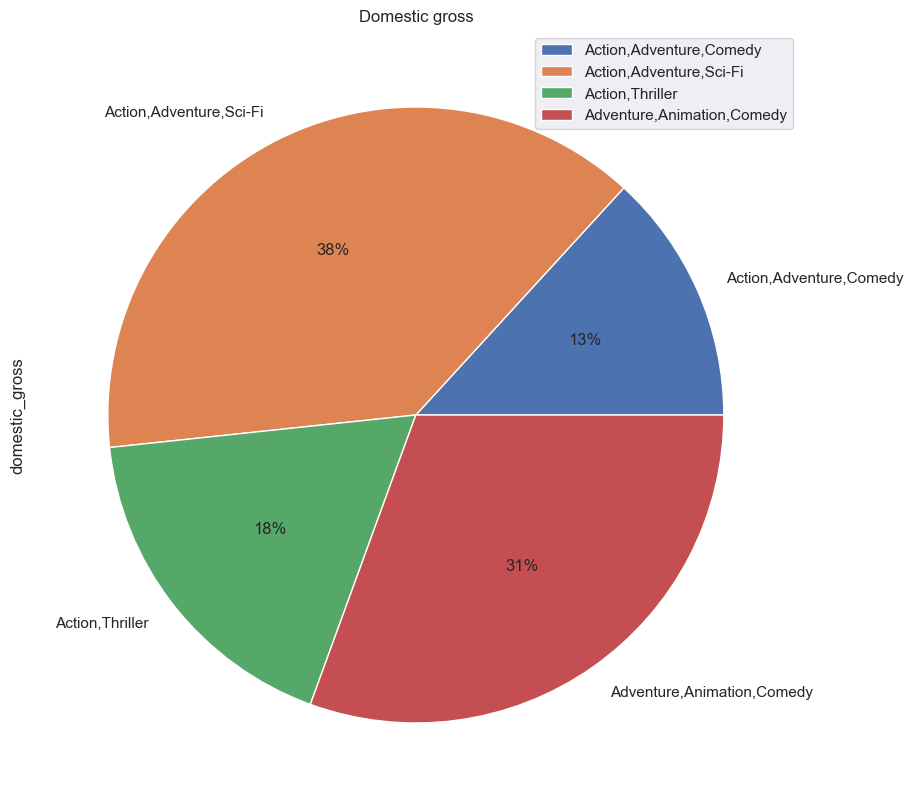 Domestic gross
Action,Adventure,Comedy
Action,Adventure,Sci-Fi
Action,Thriller
Adventure,Animation,Comedy
Action,Adventure,Sci-Fi
38%
Action,Adventure,Comedy
13%
domestic_gross
18%
31%
Action,Thriller
Adventure,Animation,Comedy